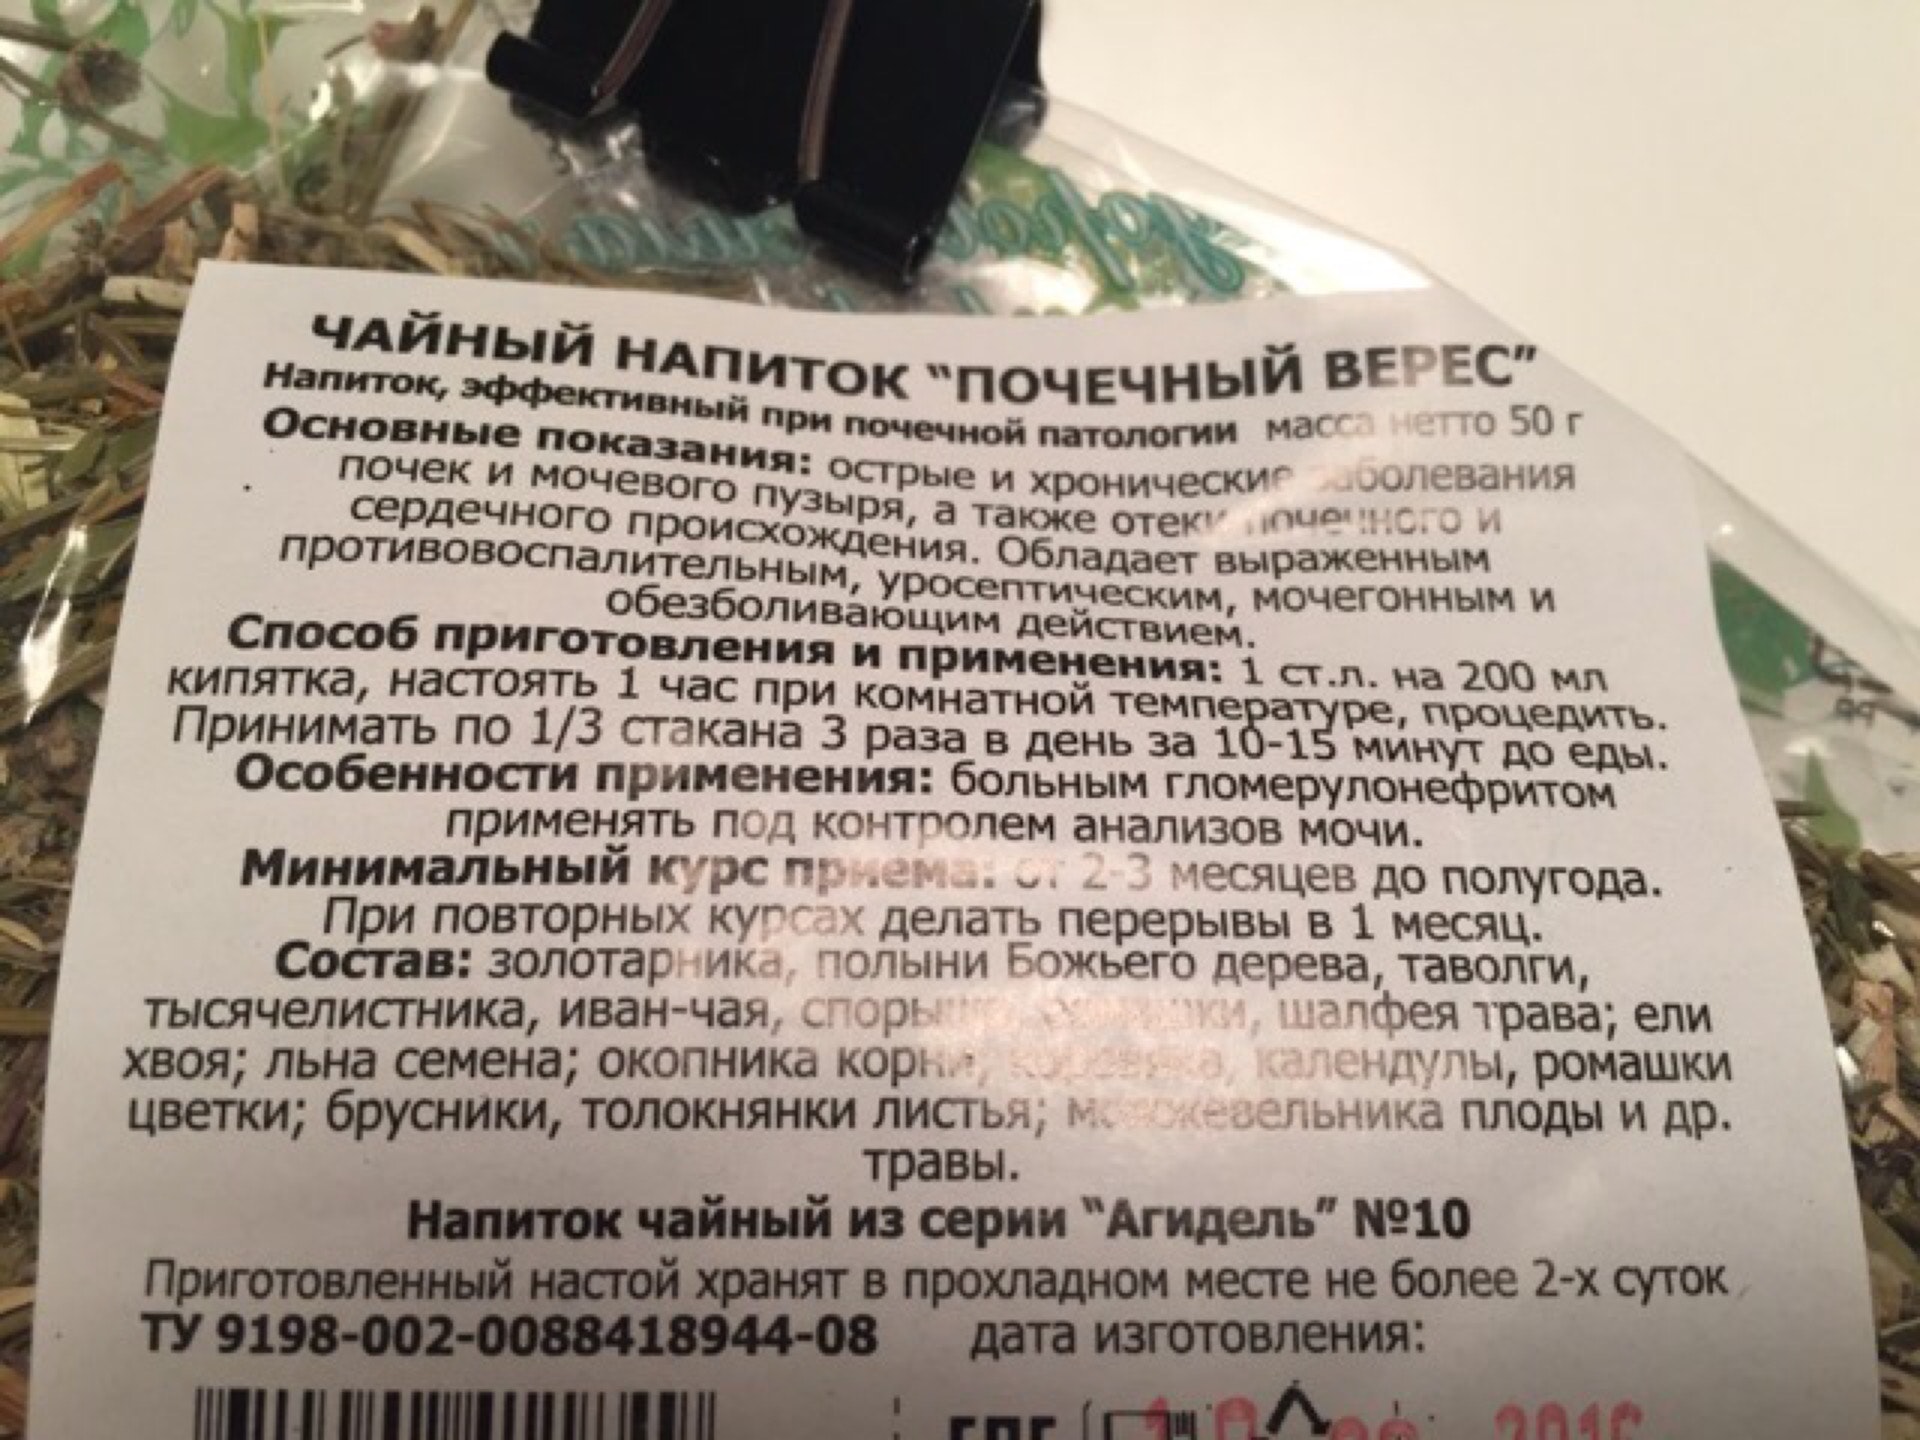 ЧАЙНЫЙ НАПИТОК "ПОЧЕЧНЫЙ ВЕРЕС"
Напиток, эффективный при почечной патологии масса нетто 50 г
Основные показания: острые и хронические заболевания
почек и мочевого пузыря, а также отеки почечного и
сердечного происхождения. Обладает выраженным
противовоспалительным, уросептическим, мочегонным и
обезболивающим действием.
Способ приготовления и применения: 1 ст.л. на 200 мл
кипятка, настоять 1 час при комнатной температуре, процедить.
Принимать по 1/3 стакана 3 раза в день за 10-15 минут до еды.
Особенности применения: больным гломерулонефритом
применять под контролем анализов мочи.
Минимальный курс приема: от 2-3 месяцев до полугода.
При повторных курсах делать перерывы в 1 месяц.
Состав: золотарника, полыни Божьего дерева, таволги,
тысячелистника, иван-чая, спорыша, шалфея трава; ели
хвоя; льна семена; окопника корни; коровяка, календулы, ромашки
цветки; брусники, толокнянки листья; можжевельника плоды и др.
травы.
Напиток чайный из серии "Агидель" №10
Приготовленный настой хранят в прохладном месте не более 2-х суток
ТУ 9198-002-0088418944-08 дата изготовления: